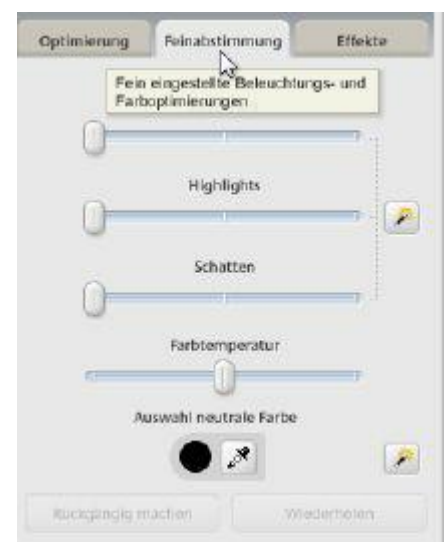 Optimierung Feinabstimmung Effekte
Fein eingestellte Beleuchtungs- und
Farboptimierungen
Highlights
Schatten
Farbtemperatur
Auswahl neutrale Farbe
Rückgängig machen Wiederholen